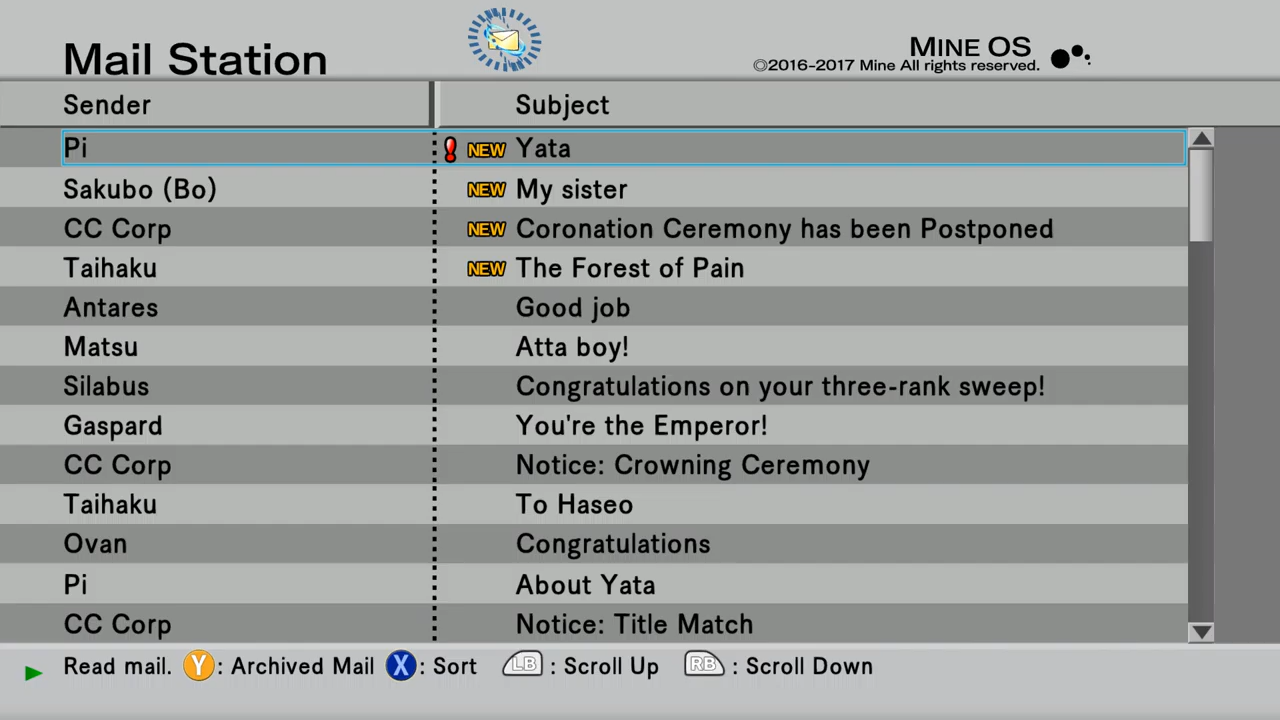 Mail Station
MINE OS
©2016-2017 Mine All rights reserved.
Sender Subject
Pi NEW Yata
Sakubo (Bo) NEW My sister
CC Corp NEW Coronation Ceremony has been Postponed
Taihaku NEW The Forest of Pain
Antares Good job
Matsu Atta boy!
Silabus Congratulations on your three-rank sweep!
Gaspard You're the Emperor!
CC Corp Notice: Crowning Ceremony
Taihaku To Haseo
Ovan Congratulations
Pi About Yata
CC Corp Notice: Title Match
Read mail. Y: Archived Mail X: Sort LB : Scroll Up RB : Scroll Down